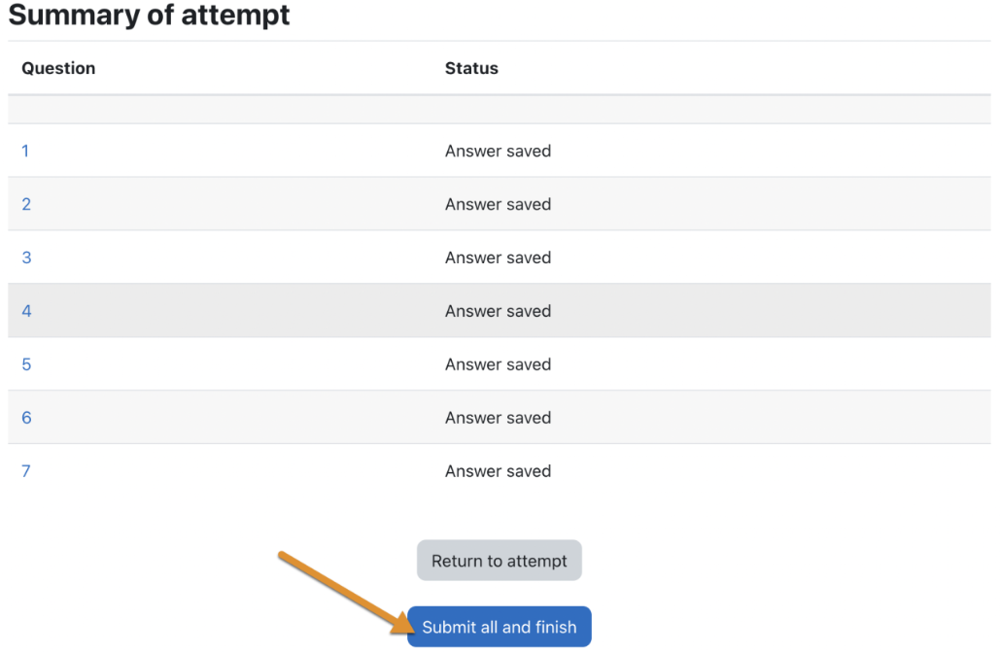 Summary of attempt
Question Status
1 Answer saved
2 Answer saved
3 Answer saved
4 Answer saved
5 Answer saved
6 Answer saved
7 Answer saved
Return to attempt
Submit all and finish